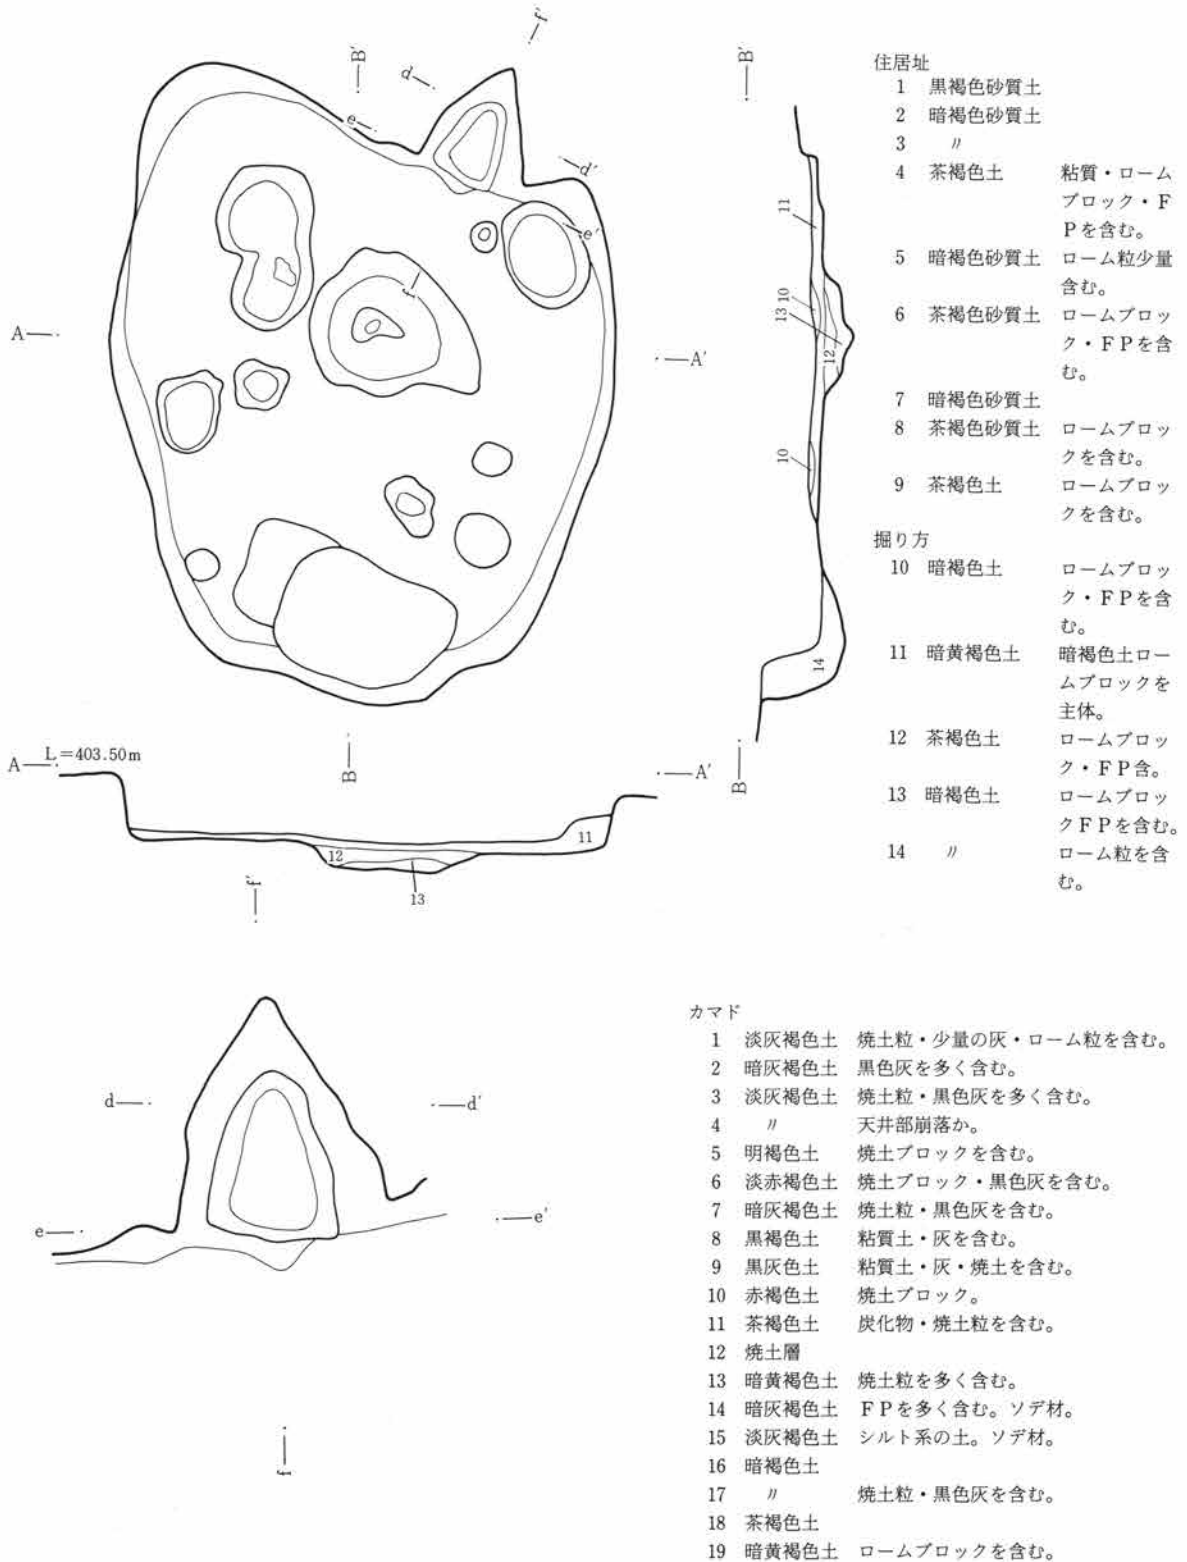 f'
B'
d
e
d'
e'
f
A
A'
B
L=403.50m
A
A'
11
12
13
B'
11
10
13
12
10
14
B
住居址
1 黒褐色砂質土
2 暗褐色砂質土
3 〃
4 茶褐色土 粘質・ローム
ブロック・F
Pを含む。
5 暗褐色砂質土 ローム粒少量
含む。
6 茶褐色砂質土 ロームブロッ
ク・FPを含
む。
7 暗褐色砂質土
8 茶褐色砂質土 ロームブロッ
クを含む。
9 茶褐色土 ロームブロッ
クを含む。
掘り方
10 暗褐色土 ロームブロッ
ク・FPを含
む。
11 暗黄褐色土 暗褐色土ロー
ムブロックを
主体。
12 茶褐色土 ロームブロッ
ク・FP含。
13 暗褐色土 ロームブロッ
クFPを含む。
14 〃 ローム粒を含
む。
f'
d
d'
e
e'
f
カマド
1 淡灰褐色土 焼土粒・少量の灰・ローム粒を含む。
2 暗灰褐色土 黒色灰を多く含む。
3 淡灰褐色土 焼土粒・黒色灰を多く含む。
4 〃 天井部崩落か。
5 明褐色土 焼土ブロックを含む。
6 淡赤褐色土 焼土ブロック・黒色灰を含む。
7 暗灰褐色土 焼土粒・黒色灰を含む。
8 黒褐色土 粘質土・灰を含む。
9 黒灰色土 粘質土・灰・焼土を含む。
10 赤褐色土 焼土ブロック。
11 茶褐色土 炭化物・焼土粒を含む。
12 焼土層
13 暗黄褐色土 焼土粒を多く含む。
14 暗灰褐色土 FPを多く含む。ソデ材。
15 淡灰褐色土 シルト系の土。ソデ材。
16 暗褐色土
17 〃 焼土粒・黒色灰を含む。
18 茶褐色土
19 暗黄褐色土 ロームブロックを含む。